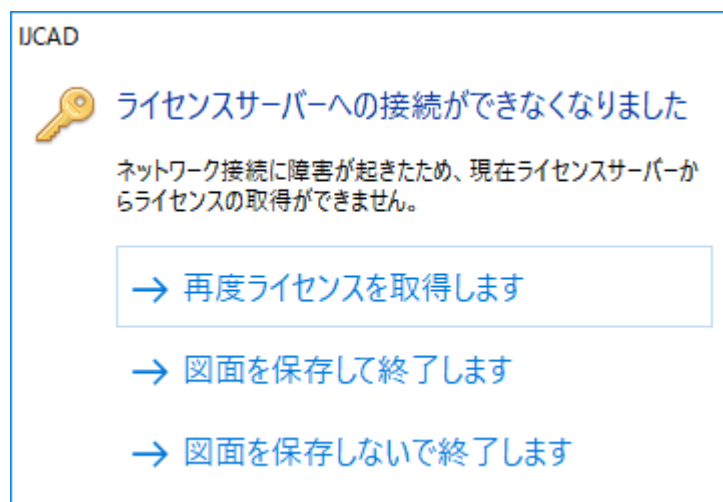 IJCAD
ライセンスサーバーへの接続ができなくなりました
ネットワーク接続に障害が起きたため、現在ライセンスサーバーか
らライセンスの取得ができません。
→ 再度ライセンスを取得します
→ 図面を保存して終了します
→ 図面を保存しないで終了します